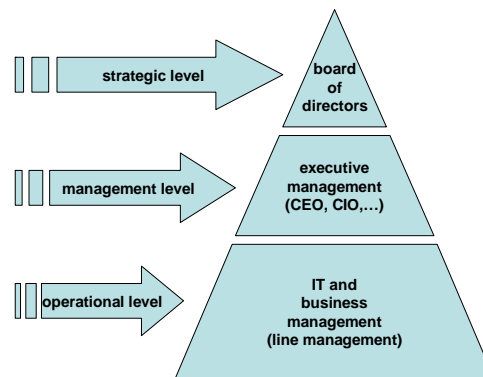 strategic level
board
of
directors
management level
executive
management
(CEO, CIO,...)
operational level
IT and
business
management
(line management)